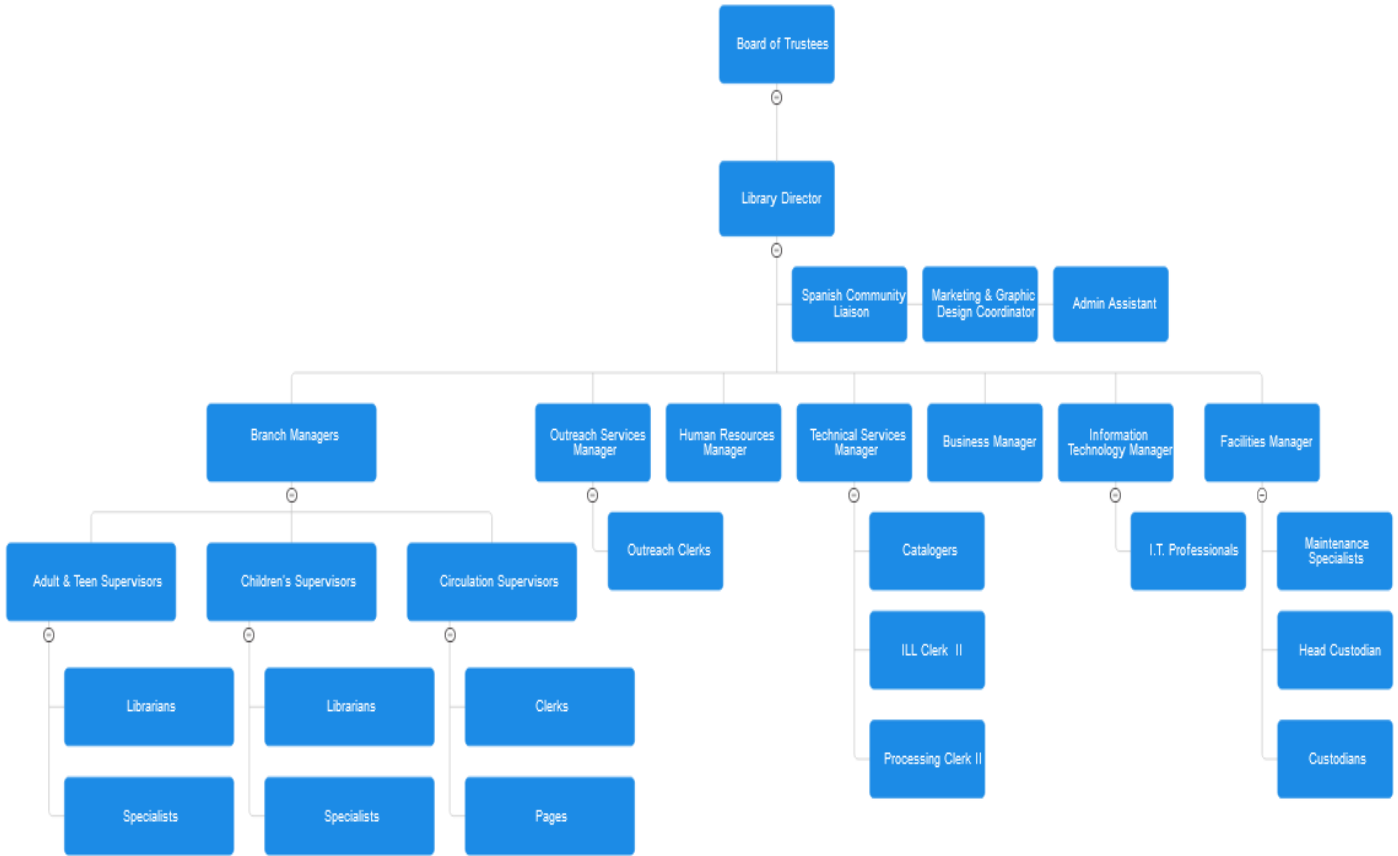 Board of Trustees
Library Director
Spanish Community
Liaison
Marketing & Graphic
Design Coordinator
Admin Assistant
Branch Managers
Outreach Services
Manager
Human Resources
Manager
Technical Services
Manager
Business Manager
Information
Technology Manager
Facilities Manager
Outreach Clerks
Catalogers
I.T. Professionals
Maintenance
Specialists
Adult & Teen Supervisors
Children's Supervisors
Circulation Supervisors
ILL Clerk II
Head Custodian
Librarians
Librarians
Clerks
Processing Clerk II
Custodians
Specialists
Specialists
Pages